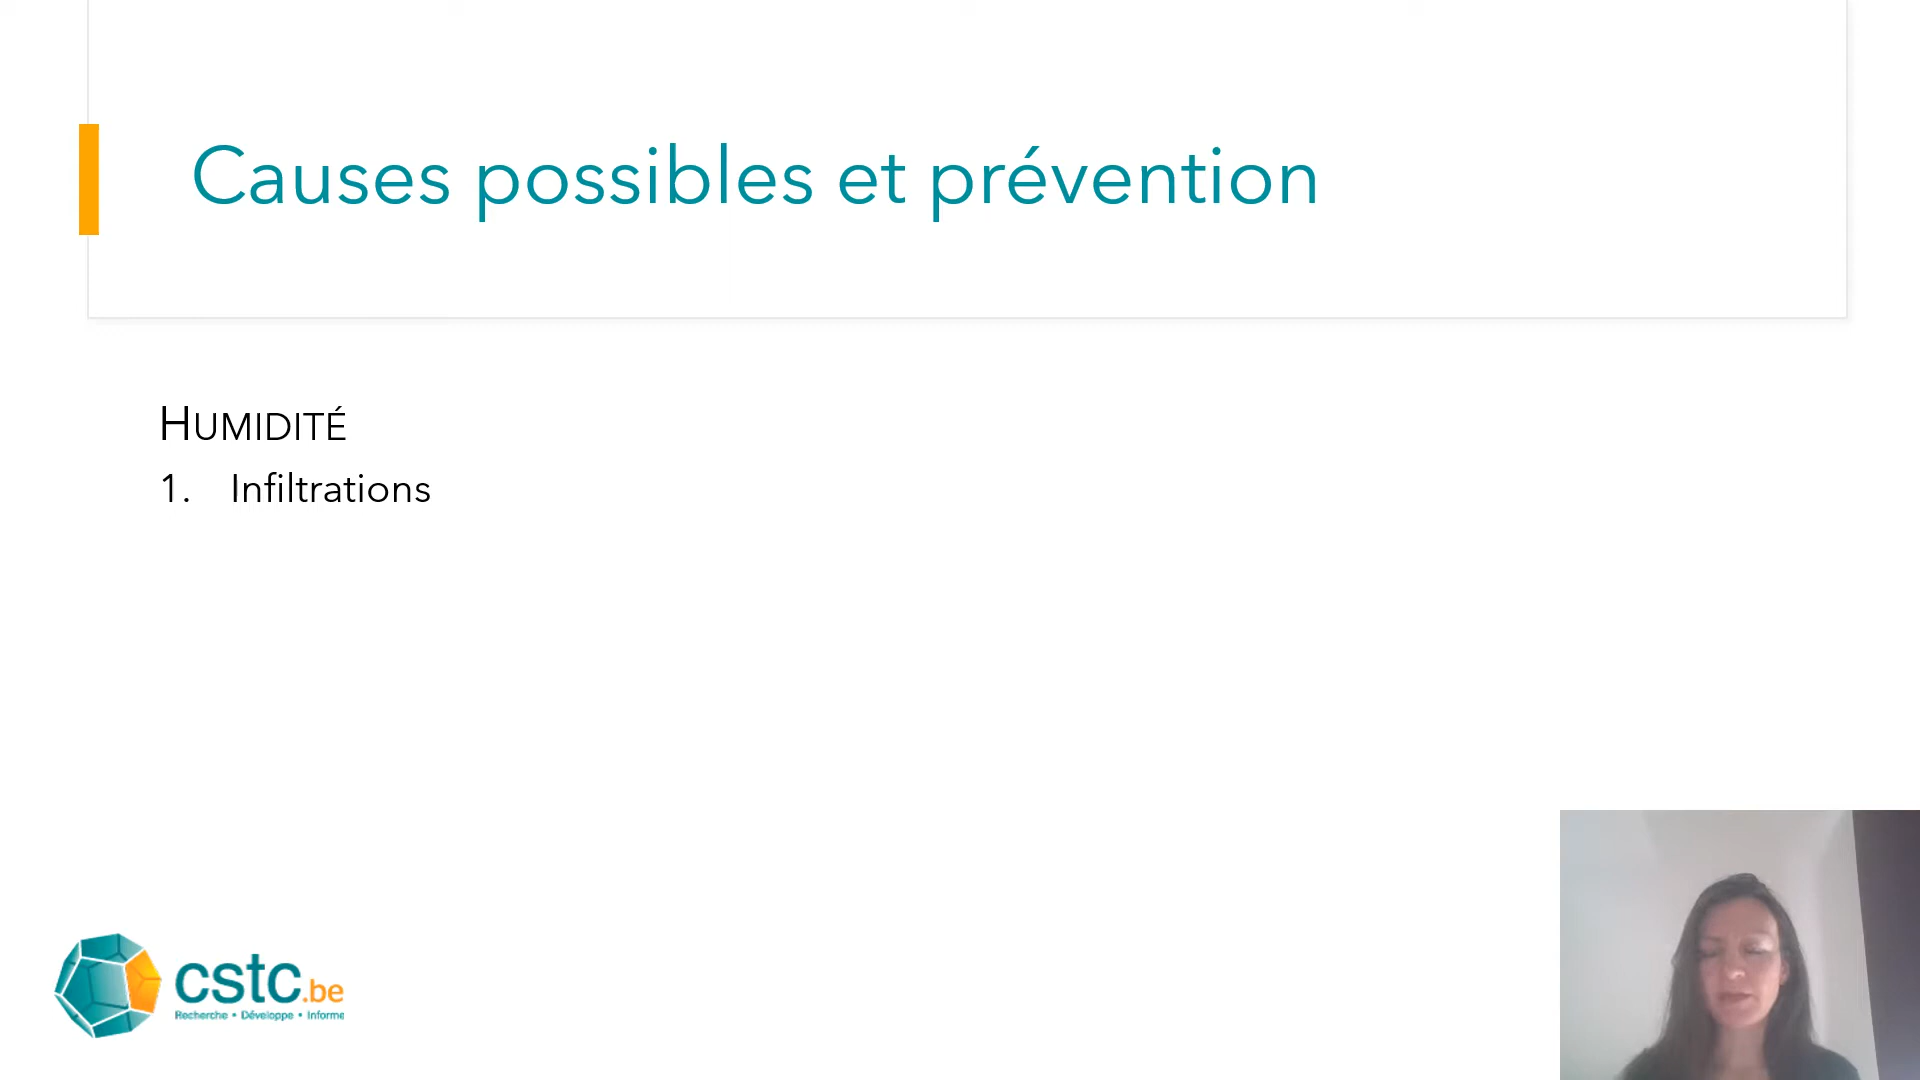 Causes possibles et prévention
HUMIDITÉ
1. Infiltrations
cstc.be
Recherche • Développe • Informe